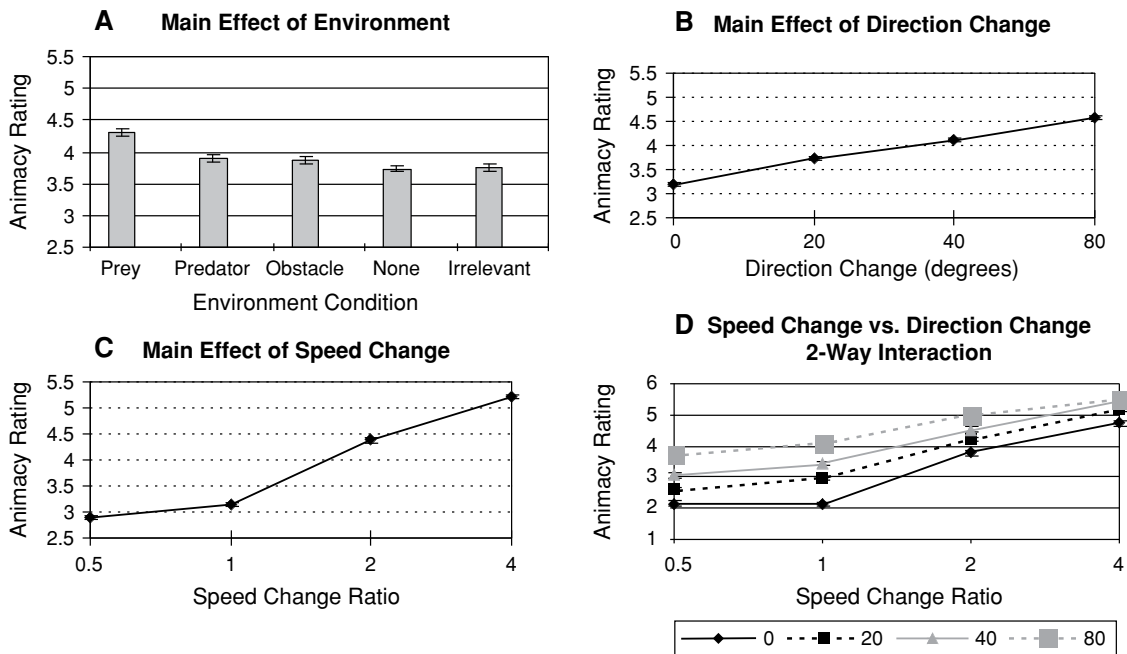 A Main Effect of Environment
Animacy Rating
5.5
5
4.5
4
3.5
3
2.5
Prey Predator Obstacle None Irrelevant
Environment Condition
B Main Effect of Direction Change
Animacy Rating
5.5
5
4.5
4
3.5
3
2.5
0 20 40 80
Direction Change (degrees)
C Main Effect of Speed Change
Animacy Rating
5.5
5
4.5
4
3.5
3
2.5
0.5 1 2 4
Speed Change Ratio
D Speed Change vs. Direction Change
2-Way Interaction
Animacy Rating
6
5
4
3
2
1
0.5 1 2 4
Speed Change Ratio
0 20 40 80